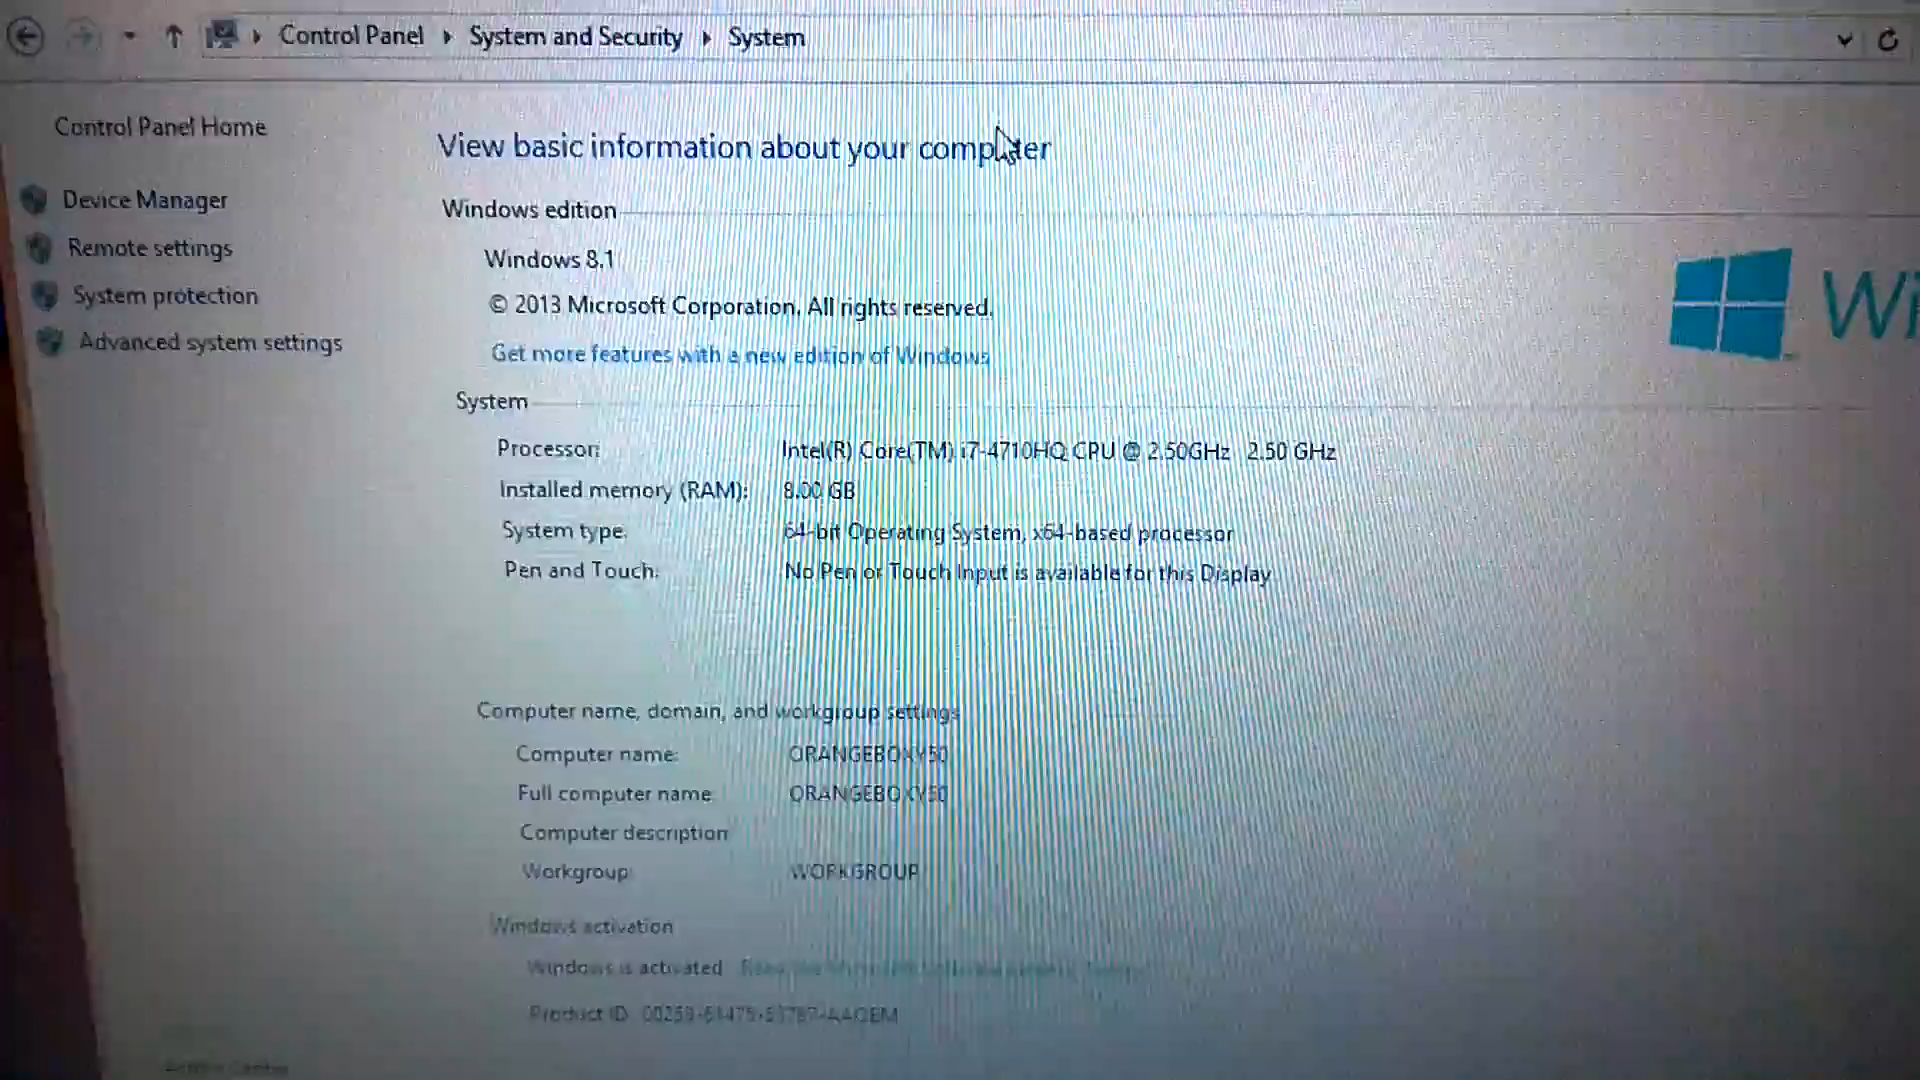 Control Panel System and Security System
Control Panel Home
Device Manager
Remote settings
System protection
Advanced system settings
View basic information about your computer
Windows edition
Windows 8.1
© 2013 Microsoft Corporation. All rights reserved.
Get more features with a new edition of Windows
Wi
System
Processor: Intel(R) Core(TM) i7-4710HQ CPU @ 2.50GHz 2.50 GHz
Installed memory (RAM): 8.00 GB
System type: 64-bit Operating System, x64-based processor
Pen and Touch: No Pen or Touch Input is available for this Display
Computer name, domain, and workgroup settings
Computer name: ORANGEBOXY50
Full computer name: ORANGEBOXY50
Computer description:
Workgroup: WORKGROUP
Windows activation
Windows is activated
Product ID: